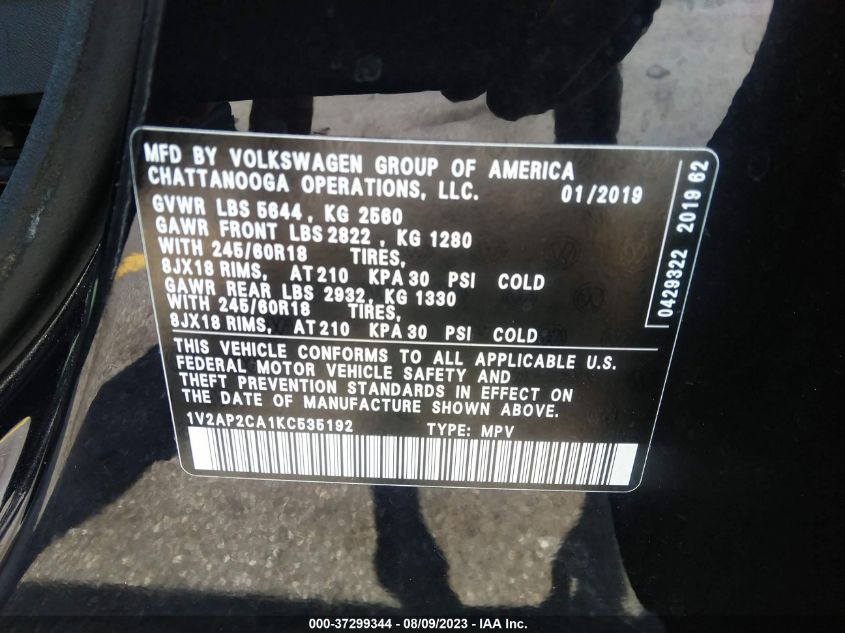 MFD BY VOLKSWAGEN GROUP OF AMERICA
CHATTANOOGA OPERATIONS, LLC. 01/2019
GVWR LBS 5644, KG 2560
GAWR FRONT LBS 2822, KG 1280
WITH 245/60R18 TIRES,
8JX18 RIMS, AT 210 KPA 30 PSI COLD
GAWR REAR LBS 2932, KG 1330
WITH 245/60R18 TIRES,
8JX18 RIMS, AT 210 KPA 30 PSI COLD
THIS VEHICLE CONFORMS TO ALL APPLICABLE U.S.
FEDERAL MOTOR VEHICLE SAFETY AND
THEFT PREVENTION STANDARDS IN EFFECT ON
THE DATE OF MANUFACTURE SHOWN ABOVE.
1V2AP2CA1KC535192 TYPE: MPV
0429322 2019 62
000-37299344 - 08/09/2023 - IAA Inc.